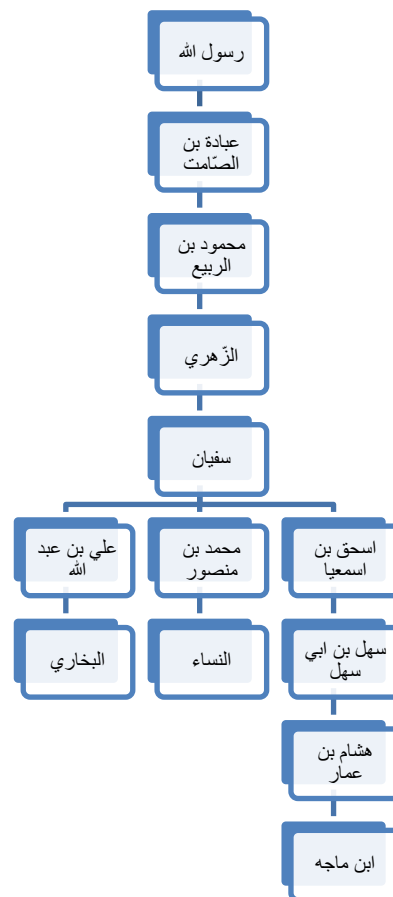 رسول الله
عبادة بن
الصّامت
محمود بن
الربيع
الزّهري
سفيان
اسحق بن
اسمعيا
محمد بن
منصور
علي بن عبد
الله
سهل بن ابي
سهل
النساء
البخاري
هشام بن
عمار
ابن ماجه